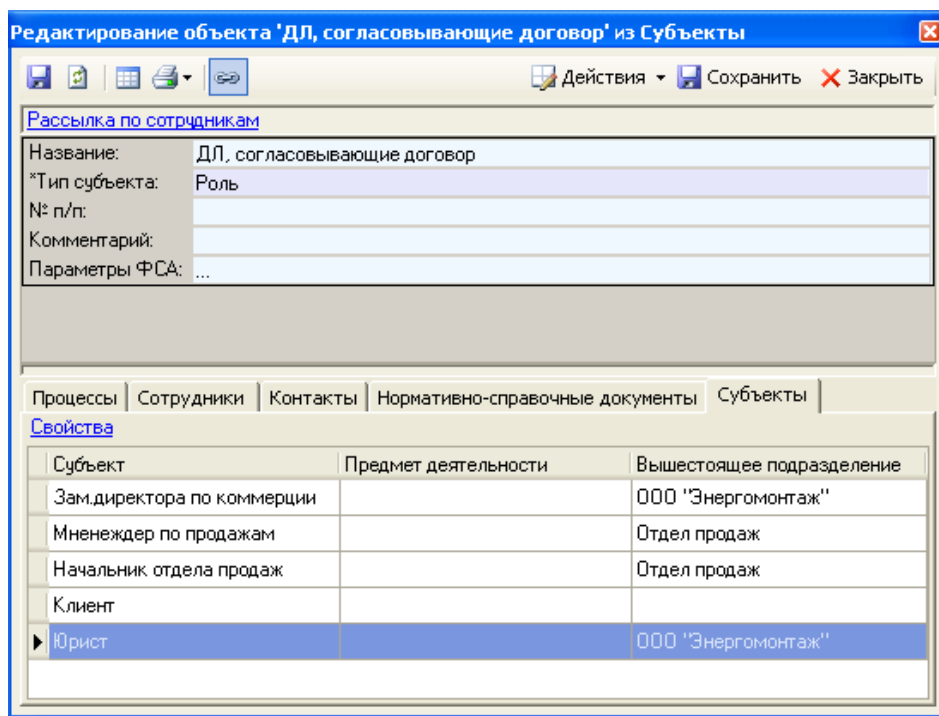 Редактирование объекта 'ДЛ, согласовывающие договор' из Субъекты
Действия Сохранить Закрыть
Рассылка по сотрудникам
Название: ДЛ, согласовывающие договор
*Тип субъекта: Роль
№ п/п:
Комментарий:
Параметры ФСА: ...
Процессы Сотрудники Контакты Нормативно-справочные документы Субъекты
Свойства
Субъект Предмет деятельности Вышестоящее подразделение
Зам.директора по коммерции ООО "Энергомонтаж"
Мненеждер по продажам Отдел продаж
Начальник отдела продаж Отдел продаж
Клиент
Юрист ООО "Энергомонтаж"